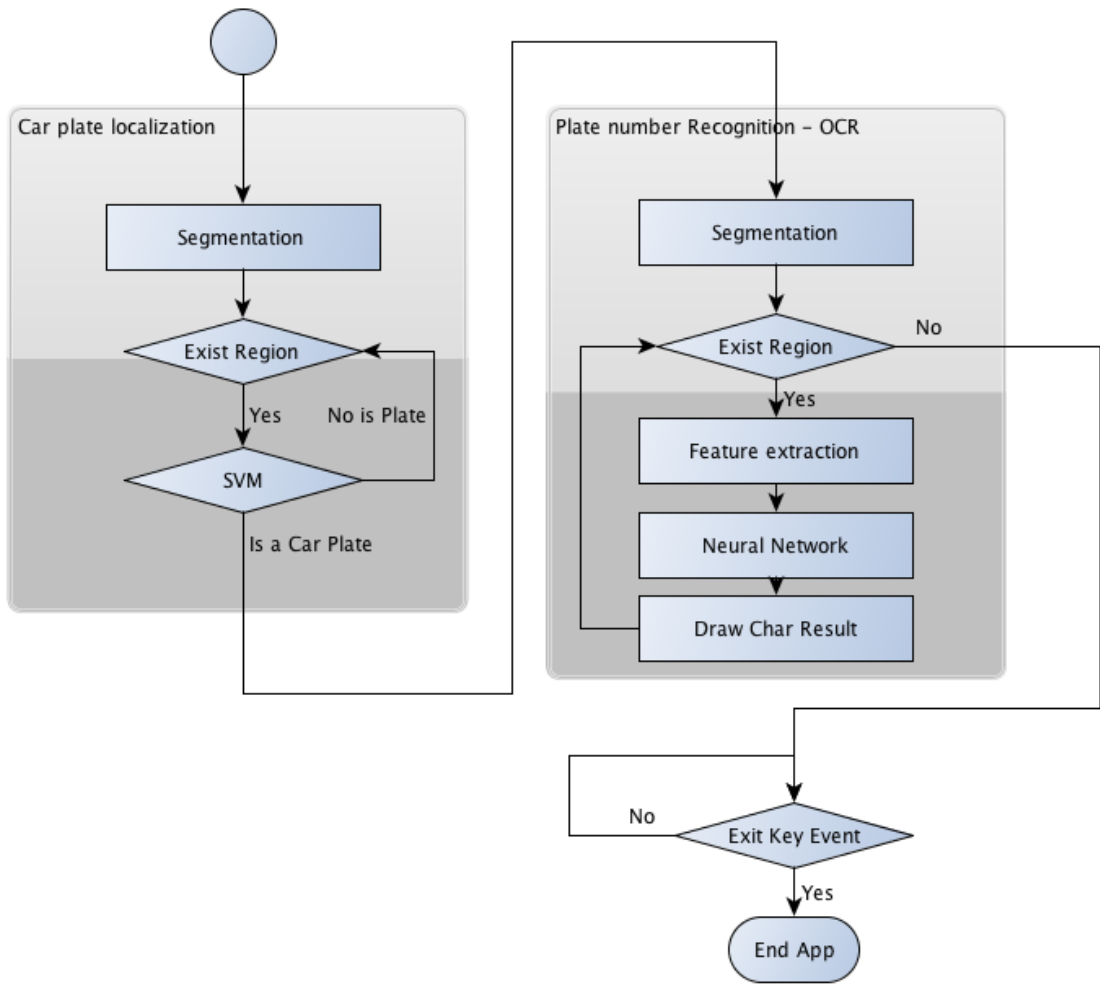 Car plate localization
Segmentation
Exist Region
Yes
No is Plate
SVM
Is a Car Plate
Plate number Recognition - OCR
Segmentation
Exist Region
No
Yes
Feature extraction
Neural Network
Draw Char Result
No
Exit Key Event
Yes
End App